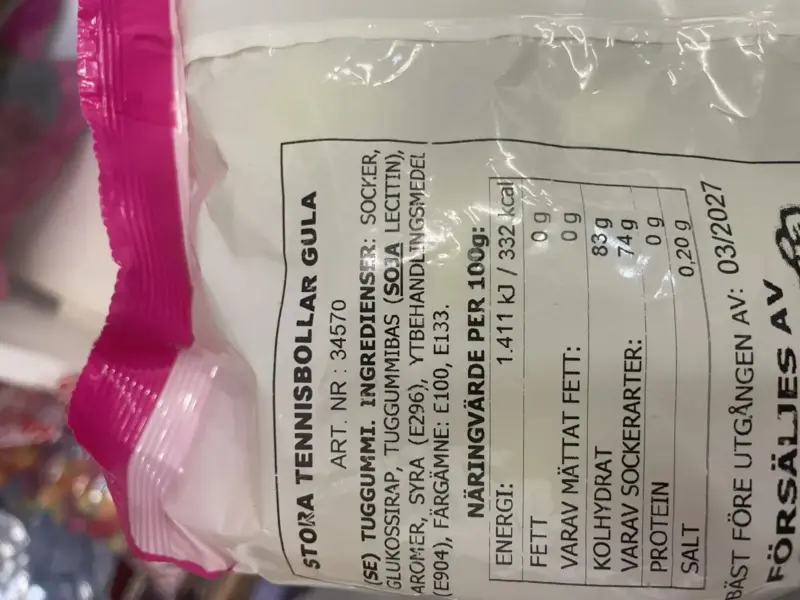 STORA TENNISBOLLAR GULA
ART. NR : 34570
(SE) TUGGUMMI. INGREDIENSER: SOCKER,
GLUKOSSIRAP, TUGGUMMIBAS (SOJA LECITIN),
AROMER, SYRA (E296), YTBEHANDLINGSMEDEL
(E904), FÄRGÄMNE: E100, E133.
NÄRINGVÄRDE PER 100g:
ENERGI: 1.411 kJ / 332 kcal
FETT 0 g
VARAV MÄTTAT FETT: 0 g
KOLHYDRAT 83 g
VARAV SOCKERARTER: 74 g
PROTEIN 0 g
SALT 0,20 g
BÄST FÖRE UTGÅNGEN AV: 03/2027
FÖRSÄLJES AV